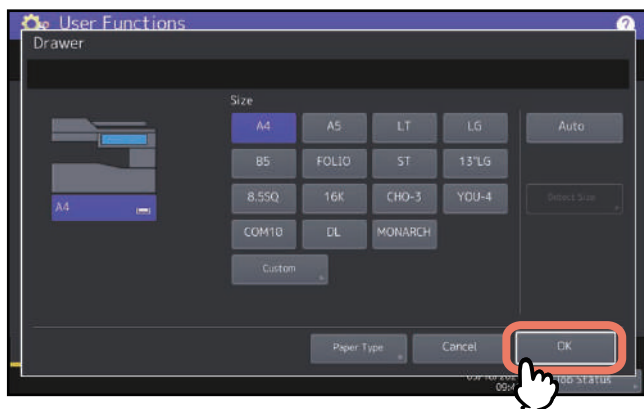 User Functions
?
Drawer
Size
A4 A5 LT LG Auto
B5 FOLIO ST 13"LG
8.5SQ 16K CHO-3 YOU-4 Detect Size
A4
COM10 DL MONARCH
Custom
Paper Type Cancel OK
Job Status